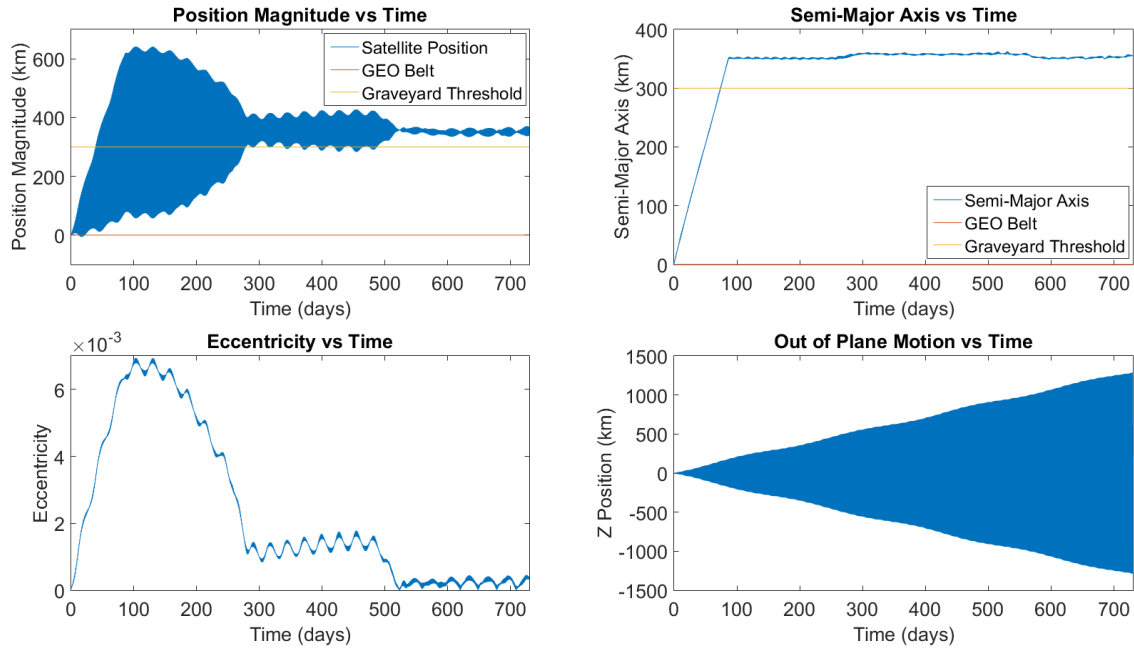 Position Magnitude vs Time
Position Magnitude (km)
600
400
200
0
Satellite Position
GEO Belt
Graveyard Threshold
0 100 200 300 400 500 600 700
Time (days)
Semi-Major Axis vs Time
Semi-Major Axis (km)
400
300
200
100
0
Semi-Major Axis
GEO Belt
Graveyard Threshold
0 100 200 300 400 500 600 700
Time (days)
Eccentricity vs Time
×10⁻³
Eccentricity
6
4
2
0
0 100 200 300 400 500 600 700
Time (days)
Out of Plane Motion vs Time
Z Position (km)
1500
1000
500
0
-500
-1000
-1500
0 100 200 300 400 500 600 700
Time (days)